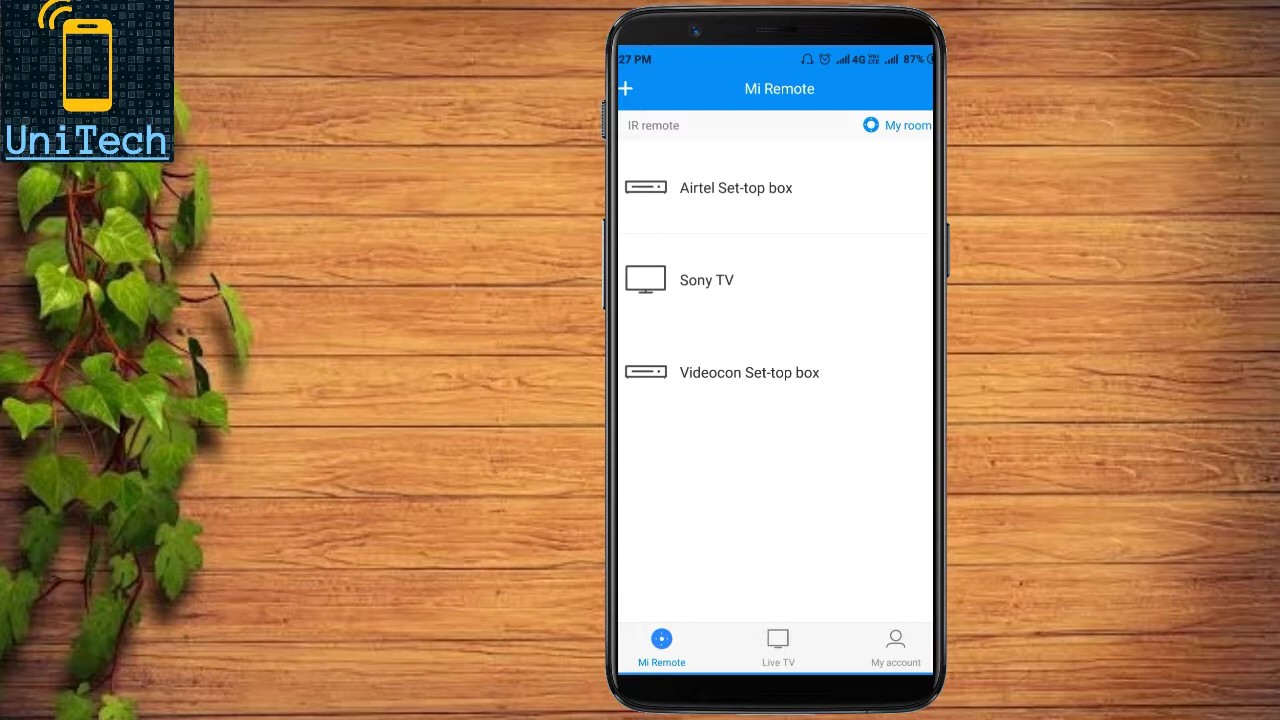 UniTech
27 PM 4G VoLTE 87%
Mi Remote
IR remote My room
Airtel Set-top box
Sony TV
Videocon Set-top box
Mi Remote Live TV My account